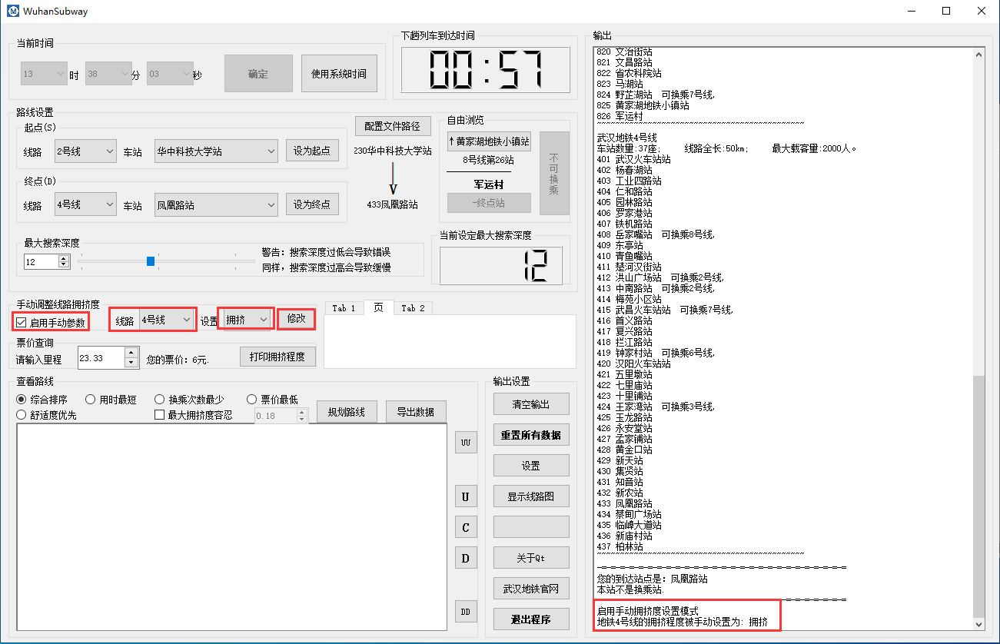 WuhanSubway
当前时间
13 时 38 分 03 秒 确定 使用系统时间
下趟列车到达时间
00:57
路线设置
起点(S)
线路 2号线 车站 华中科技大学站 设为起点
终点(D)
线路 4号线 车站 凤凰路站 设为终点
配置文件路径
230华中科技大学站
V
433凤凰路站
自由浏览
↑黄家湖地铁小镇站
8号线第26站
军运村
-终点站
不可换乘
最大搜索深度
12
警告: 搜索深度过低会导致错误
同样, 搜索深度过高会导致缓慢
当前设定最大搜索深度
12
手动调整线路拥挤度
启用手动参数 线路 4号线 设置 拥挤 修改
Tab 1 页 Tab 2
票价查询
请输入里程 23.33 您的票价: 6元. 打印拥挤程度
查看路线
综合排序 用时最短 换乘次数最少 票价最低
舒适度优先 最大拥挤度容忍 0.18 规划路线 导出数据
UU
U
C
D
DD
输出设置
清空输出
重置所有数据
设置
显示线路图
关于Qt
武汉地铁官网
退出程序
输出
820 文治街站
821 文昌路站
822 省农科院站
823 马湖站
824 野芷湖站 可换乘7号线,
825 黄家湖地铁小镇站
826 军运村
~~~~~~~~~~~~~~~~~~~~~~~~~~~~~~~~~~~~~~~~~~~~~
武汉地铁4号线
车站数量:37座; 线路全长:50km; 最大载客量:2000人。
401 武汉火车站站
402 杨春湖站
403 工业四路站
404 仁和路站
405 园林路站
406 罗家港站
407 铁机路站
408 岳家嘴站 可换乘8号线,
409 东亭站
410 青鱼嘴站
411 楚河汉街站
412 洪山广场站 可换乘2号线,
413 中南路站 可换乘2号线,
414 梅苑小区站
415 武昌火车站站 可换乘7号线,
416 首义路站
417 复兴路站
418 拦江路站
419 钟家村站 可换乘6号线,
420 汉阳火车站站
421 五里墩站
422 七里庙站
423 十里铺站
424 王家湾站 可换乘3号线,
425 玉龙路站
426 永安堂站
427 孟家铺站
428 黄金口站
429 新天站
430 集贤站
431 知音站
432 新农站
433 凤凰路站
434 蔡甸广场站
435 临嶂大道站
436 新庙村站
437 柏林站
~~~~~~~~~~~~~~~~~~~~~~~~~~~~~~~~~~~~~~~~~~~~~
-=-=-=-=-=-=-=-=-=-=-=-=-=-=-=-=-=-=-=-=-=-=-=-=-=-=-=
您的到达站点是: 凤凰路站
本站不是换乘站.
-=-=-=-=-=-=-=-=-=-=-=-=-=-=-=-=-=-=-=-=-=-=-=-=-=-=-=
启用手动拥挤度设置模式
地铁4号线的拥挤程度被手动设置为: 拥挤